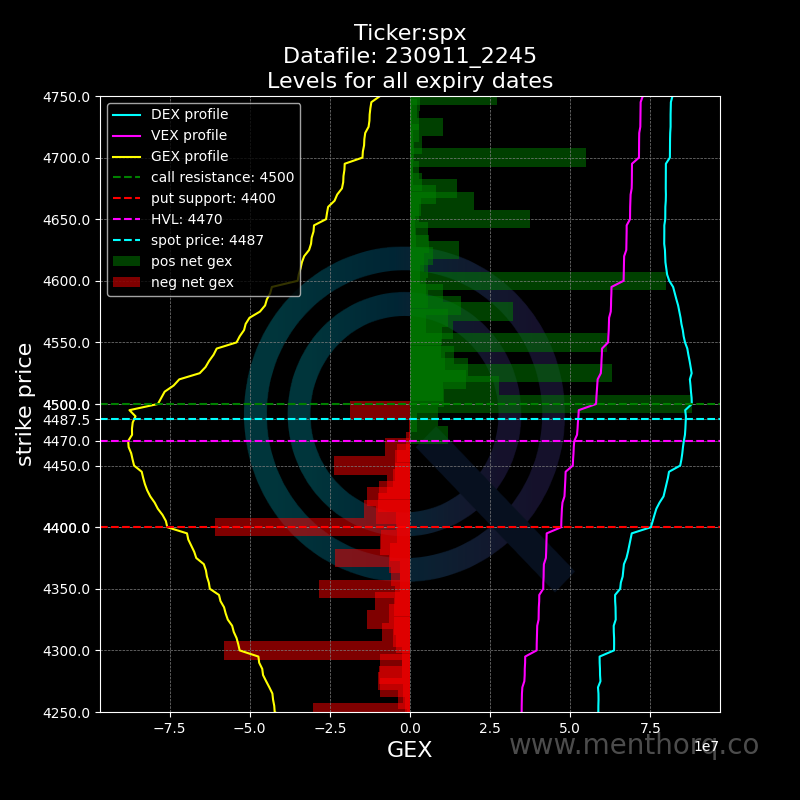 Ticker:spx
Datafile: 230911_2245
Levels for all expiry dates
DEX profile
VEX profile
GEX profile
call resistance: 4500
put support: 4400
HVL: 4470
spot price: 4487
pos net gex
neg net gex
strike price
4750.0
4700.0
4650.0
4600.0
4550.0
4500.0
4487.5
4470.0
4450.0
4400.0
4350.0
4300.0
4250.0
−7.5 −5.0 −2.5 0.0 2.5 5.0 7.5
1e7
GEX
www.menthorq.co